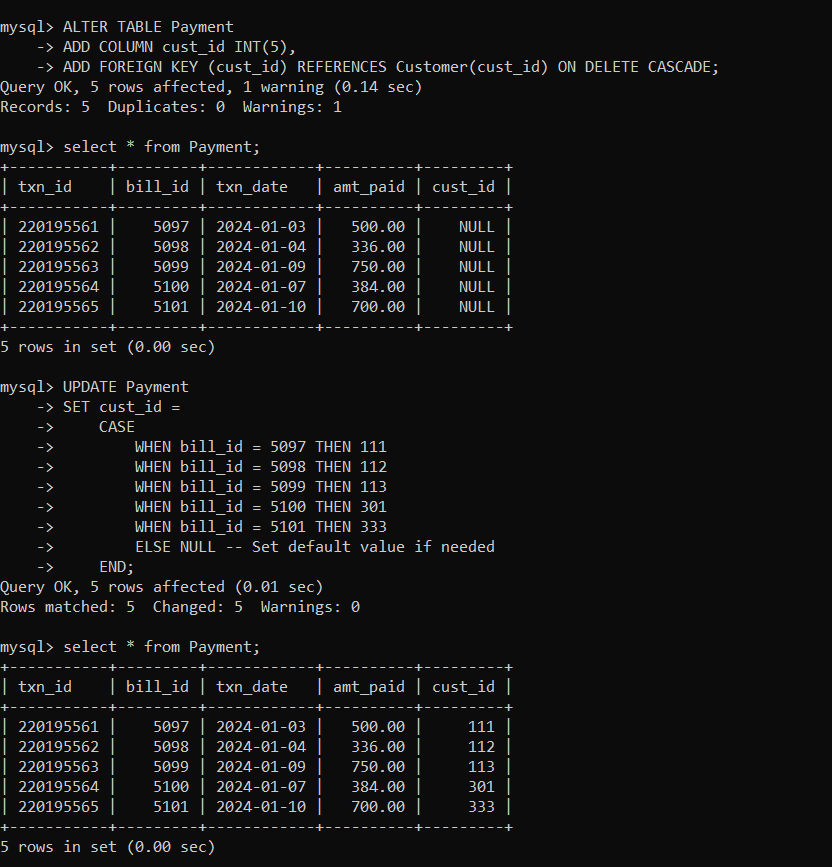 mysql> ALTER TABLE Payment
    -> ADD COLUMN cust_id INT(5),
    -> ADD FOREIGN KEY (cust_id) REFERENCES Customer(cust_id) ON DELETE CASCADE;
Query OK, 5 rows affected, 1 warning (0.14 sec)
Records: 5  Duplicates: 0  Warnings: 1

mysql> select * from Payment;
+-----------+---------+------------+----------+---------+
| txn_id    | bill_id | txn_date   | amt_paid | cust_id |
+-----------+---------+------------+----------+---------+
| 220195561 |    5097 | 2024-01-03 |   500.00 |    NULL |
| 220195562 |    5098 | 2024-01-04 |   336.00 |    NULL |
| 220195563 |    5099 | 2024-01-09 |   750.00 |    NULL |
| 220195564 |    5100 | 2024-01-07 |   384.00 |    NULL |
| 220195565 |    5101 | 2024-01-10 |   700.00 |    NULL |
+-----------+---------+------------+----------+---------+
5 rows in set (0.00 sec)

mysql> UPDATE Payment
    -> SET cust_id =
    ->     CASE
    ->         WHEN bill_id = 5097 THEN 111
    ->         WHEN bill_id = 5098 THEN 112
    ->         WHEN bill_id = 5099 THEN 113
    ->         WHEN bill_id = 5100 THEN 301
    ->         WHEN bill_id = 5101 THEN 333
    ->         ELSE NULL -- Set default value if needed
    ->     END;
Query OK, 5 rows affected (0.01 sec)
Rows matched: 5  Changed: 5  Warnings: 0

mysql> select * from Payment;
+-----------+---------+------------+----------+---------+
| txn_id    | bill_id | txn_date   | amt_paid | cust_id |
+-----------+---------+------------+----------+---------+
| 220195561 |    5097 | 2024-01-03 |   500.00 |     111 |
| 220195562 |    5098 | 2024-01-04 |   336.00 |     112 |
| 220195563 |    5099 | 2024-01-09 |   750.00 |     113 |
| 220195564 |    5100 | 2024-01-07 |   384.00 |     301 |
| 220195565 |    5101 | 2024-01-10 |   700.00 |     333 |
+-----------+---------+------------+----------+---------+
5 rows in set (0.00 sec)